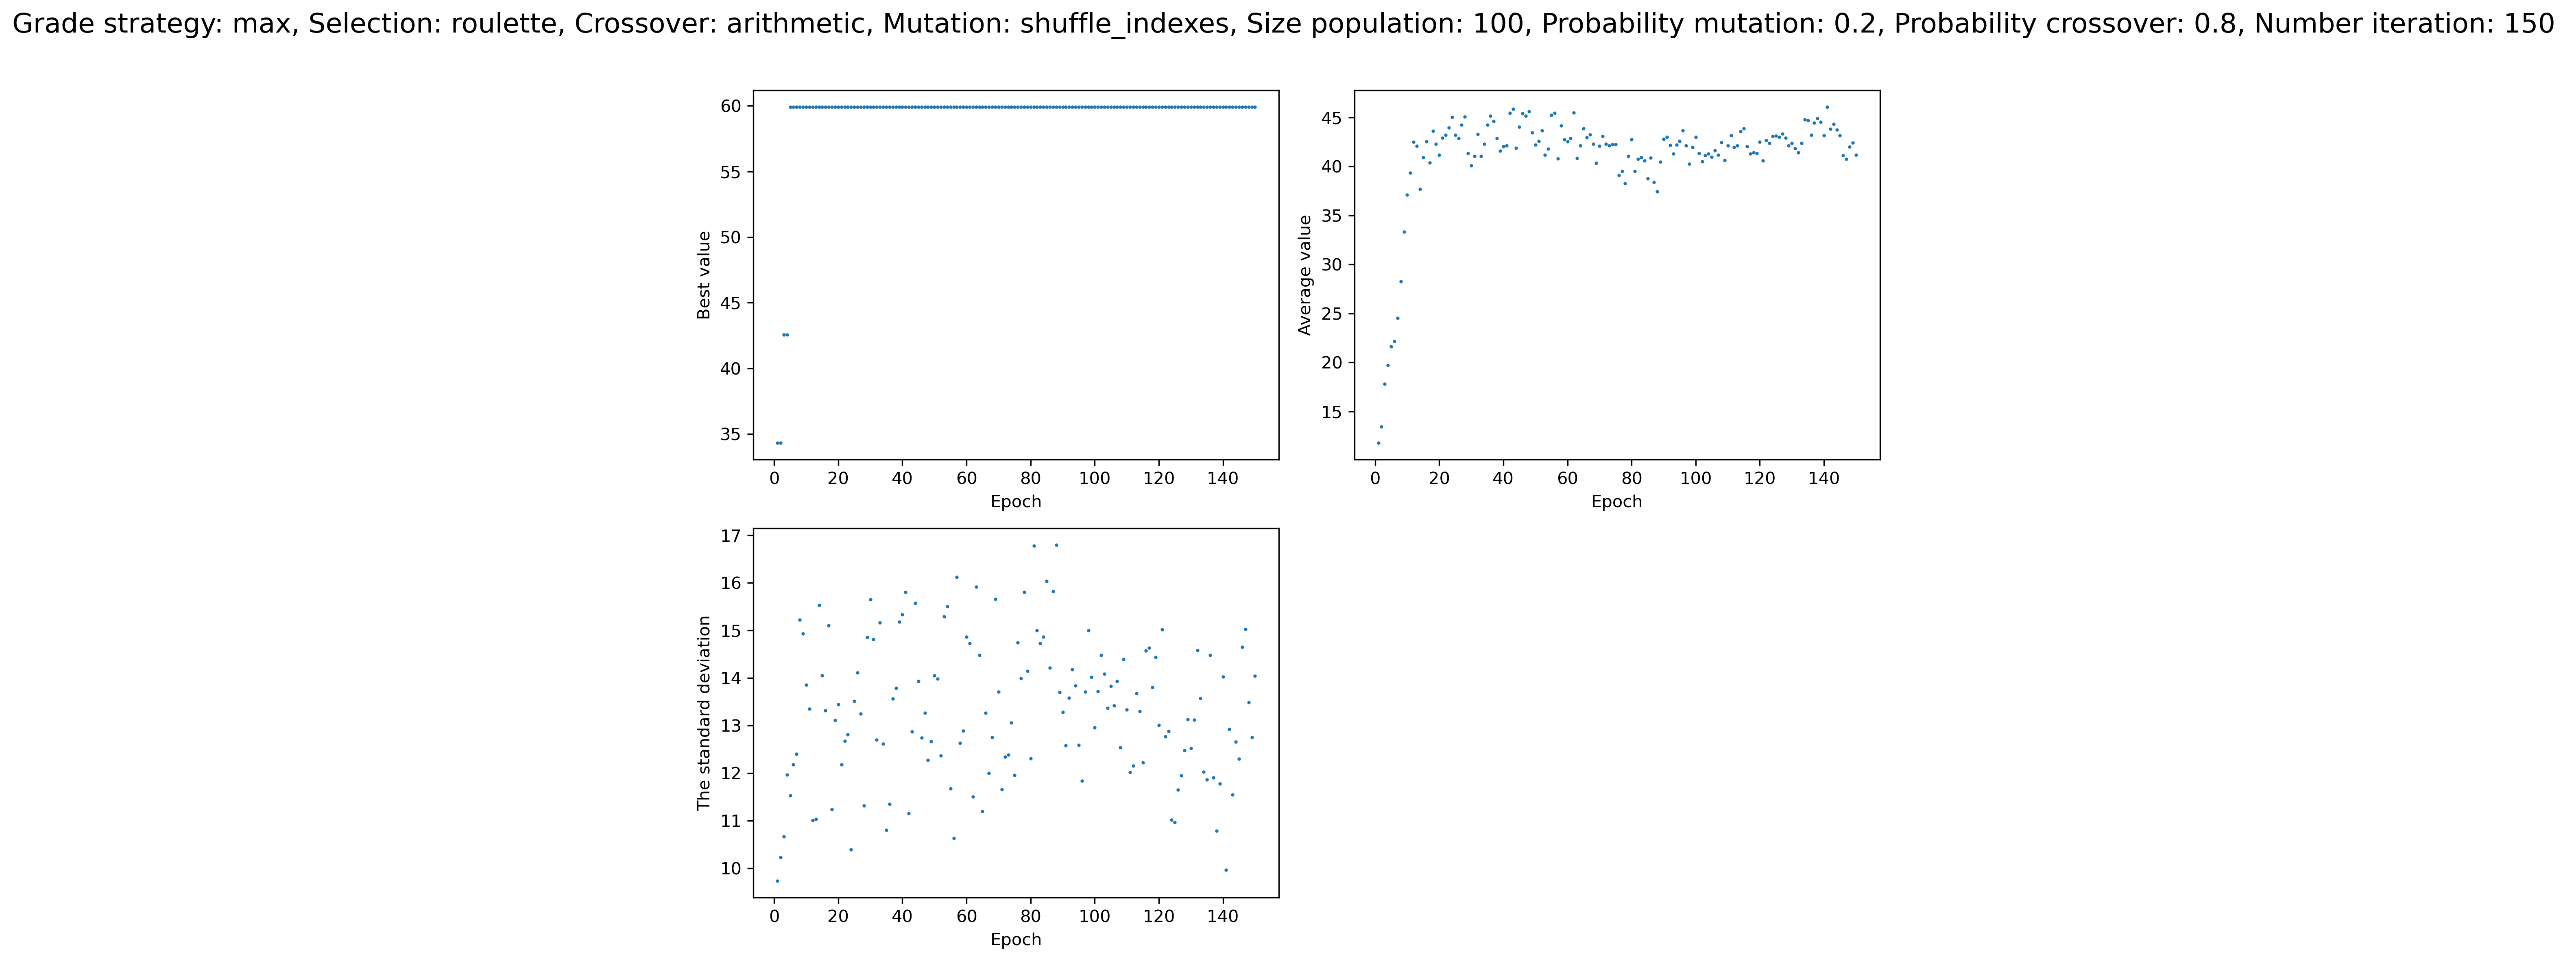 Grade strategy: max, Selection: roulette, Crossover: arithmetic, Mutation: shuffle_indexes, Size population: 100, Probability mutation: 0.2, Probability crossover: 0.8, Number iteration: 150
60
55
50
45
40
35
Best value
0 20 40 60 80 100 120 140
Epoch
45
40
35
30
25
20
15
Average value
0 20 40 60 80 100 120 140
Epoch
17
16
15
14
13
12
11
10
The standard deviation
0 20 40 60 80 100 120 140
Epoch